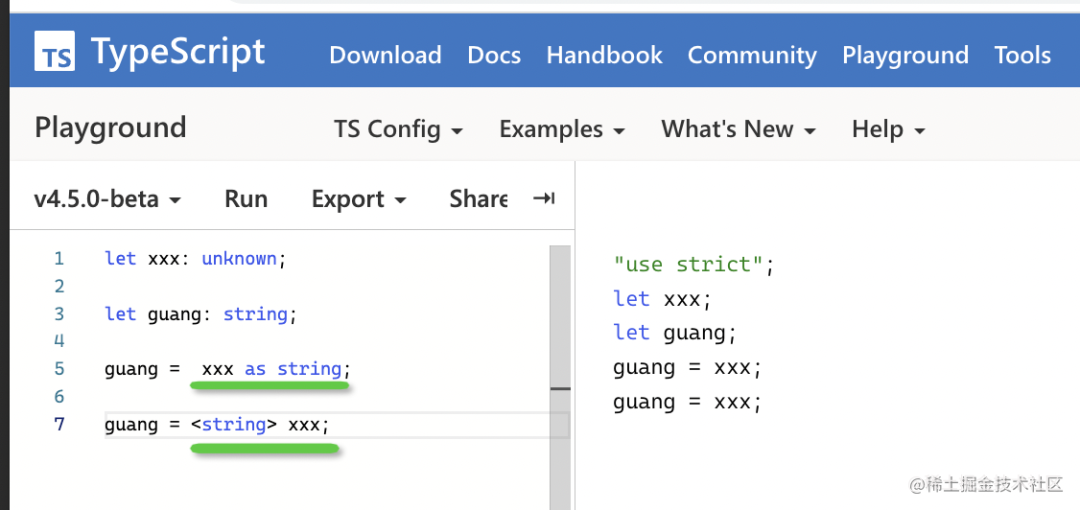 TS TypeScript Download Docs Handbook Community Playground Tools
Playground TS Config Examples What's New Help
v4.5.0-beta Run Export Share
1 let xxx: unknown;
2
3 let guang: string;
4
5 guang =  xxx as string;
6
7 guang = <string> xxx;
"use strict";
let xxx;
let guang;
guang = xxx;
guang = xxx;
@稀土掘金技术社区